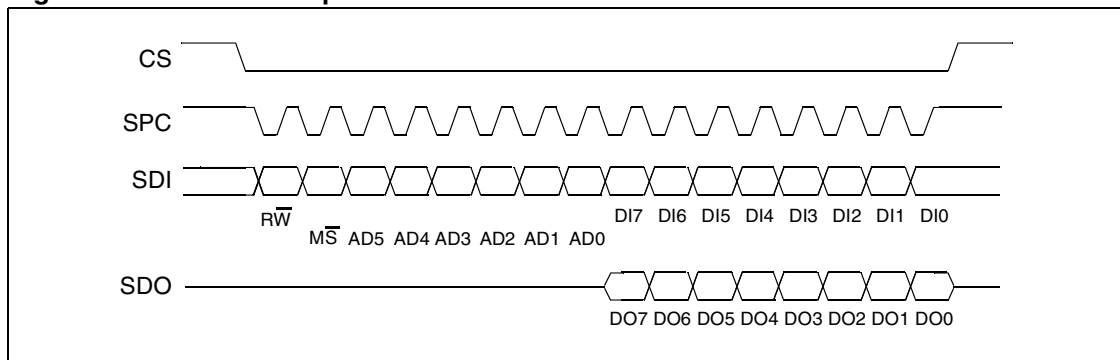 CS
SPC
SDI
RW̅
DI7 DI6 DI5 DI4 DI3 DI2 DI1 DI0
MS̅ AD5 AD4 AD3 AD2 AD1 AD0
SDO
DO7 DO6 DO5 DO4 DO3 DO2 DO1 DO0